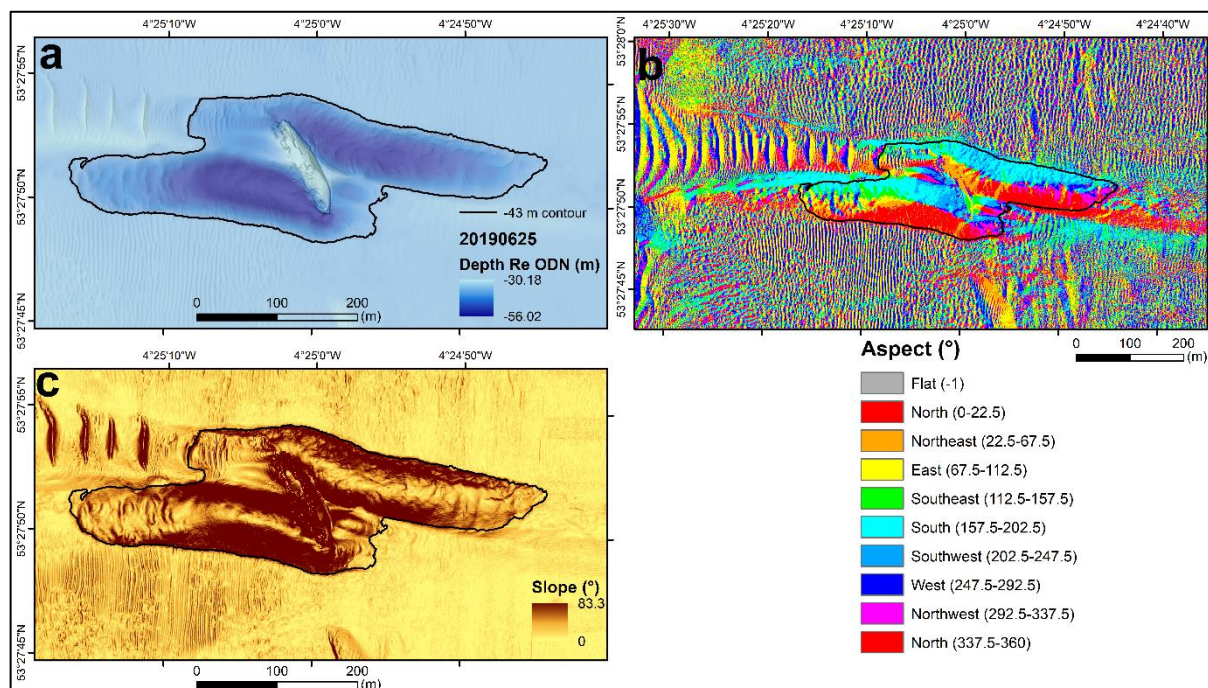 4°25'10"W 4°25'0"W 4°24'50"W
4°25'30"W 4°25'20"W 4°25'10"W 4°25'0"W 4°24'50"W 4°24'40"W
a
53°27'55"N
53°27'50"N
53°27'45"N
-43 m contour
20190625
Depth Re ODN (m)
-30.18
-56.02
0 100 200
(m)
b
53°28'0"N
53°27'55"N
53°27'50"N
53°27'45"N
0 100 200
(m)
4°25'10"W 4°25'0"W 4°24'50"W
c
53°27'55"N
53°27'50"N
53°27'45"N
Slope (°)
83.3
0
0 100 200
(m)
Aspect (°)
Flat (-1)
North (0-22.5)
Northeast (22.5-67.5)
East (67.5-112.5)
Southeast (112.5-157.5)
South (157.5-202.5)
Southwest (202.5-247.5)
West (247.5-292.5)
Northwest (292.5-337.5)
North (337.5-360)